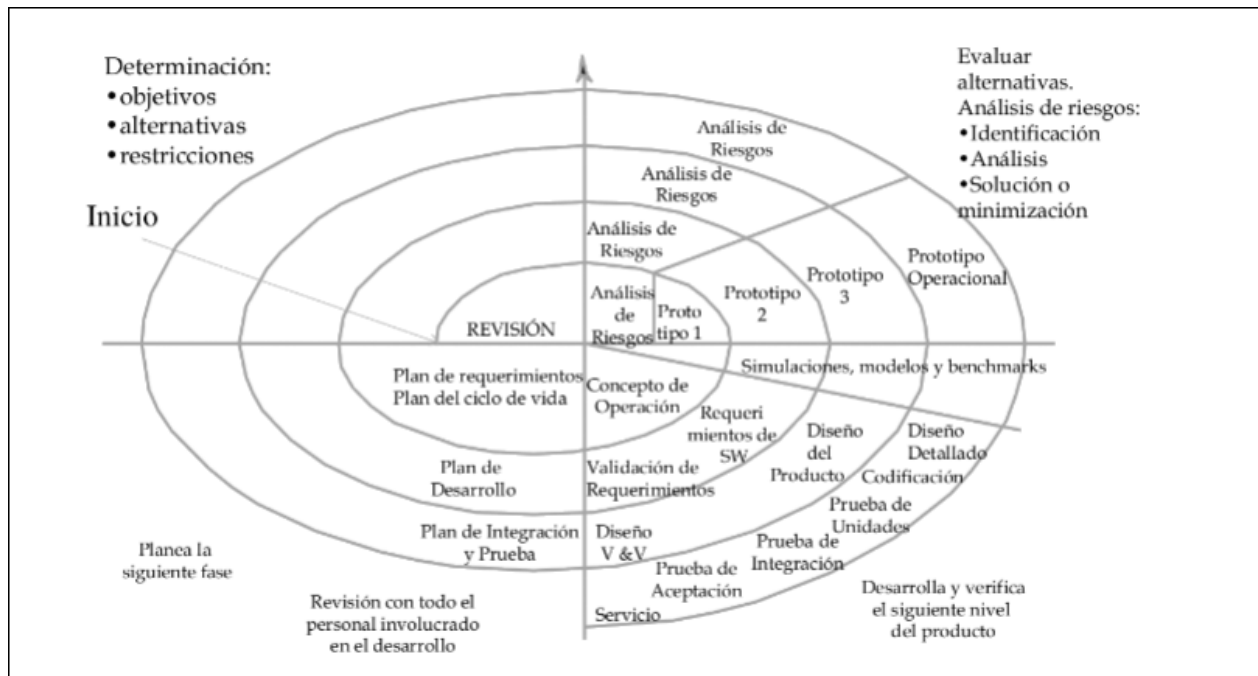 Determinación:
•objetivos
•alternativas
•restricciones
Evaluar
alternativas.
Análisis de riesgos:
•Identificación
•Análisis
•Solución o
minimización
Inicio
Análisis de
Riesgos
Análisis de
Riesgos
Análisis de
Riesgos
Análisis
de
Riesgos
Proto
tipo 1
Prototipo
2
Prototipo
3
Prototipo
Operacional
REVISIÓN
Simulaciones, modelos y benchmarks
Plan de requerimientos
Plan del ciclo de vida
Concepto de
Operación
Requeri
mientos de
SW
Diseño
del
Producto
Diseño
Detallado
Codificación
Plan de
Desarrollo
Validación de
Requerimientos
Prueba de
Unidades
Plan de Integración
y Prueba
Diseño
V &V
Prueba de
Integración
Prueba de
Aceptación
Servicio
Planea la
siguiente fase
Revisión con todo el
personal involucrado
en el desarrollo
Desarrolla y verifica
el siguiente nivel
del producto